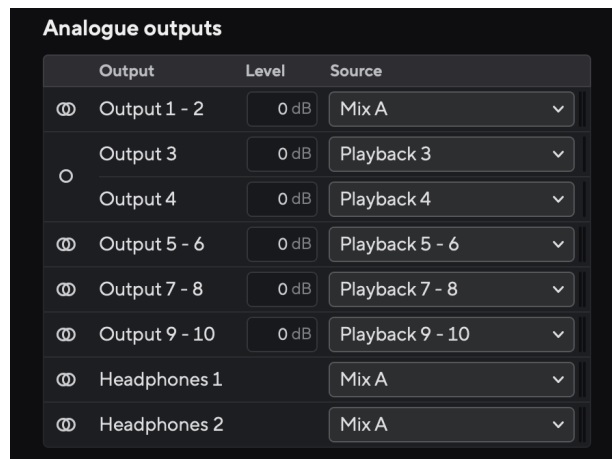 Analogue outputs
Output Level Source
Output 1 - 2 0 dB Mix A
Output 3 0 dB Playback 3
Output 4 0 dB Playback 4
Output 5 - 6 0 dB Playback 5 - 6
Output 7 - 8 0 dB Playback 7 - 8
Output 9 - 10 0 dB Playback 9 - 10
Headphones 1 Mix A
Headphones 2 Mix A